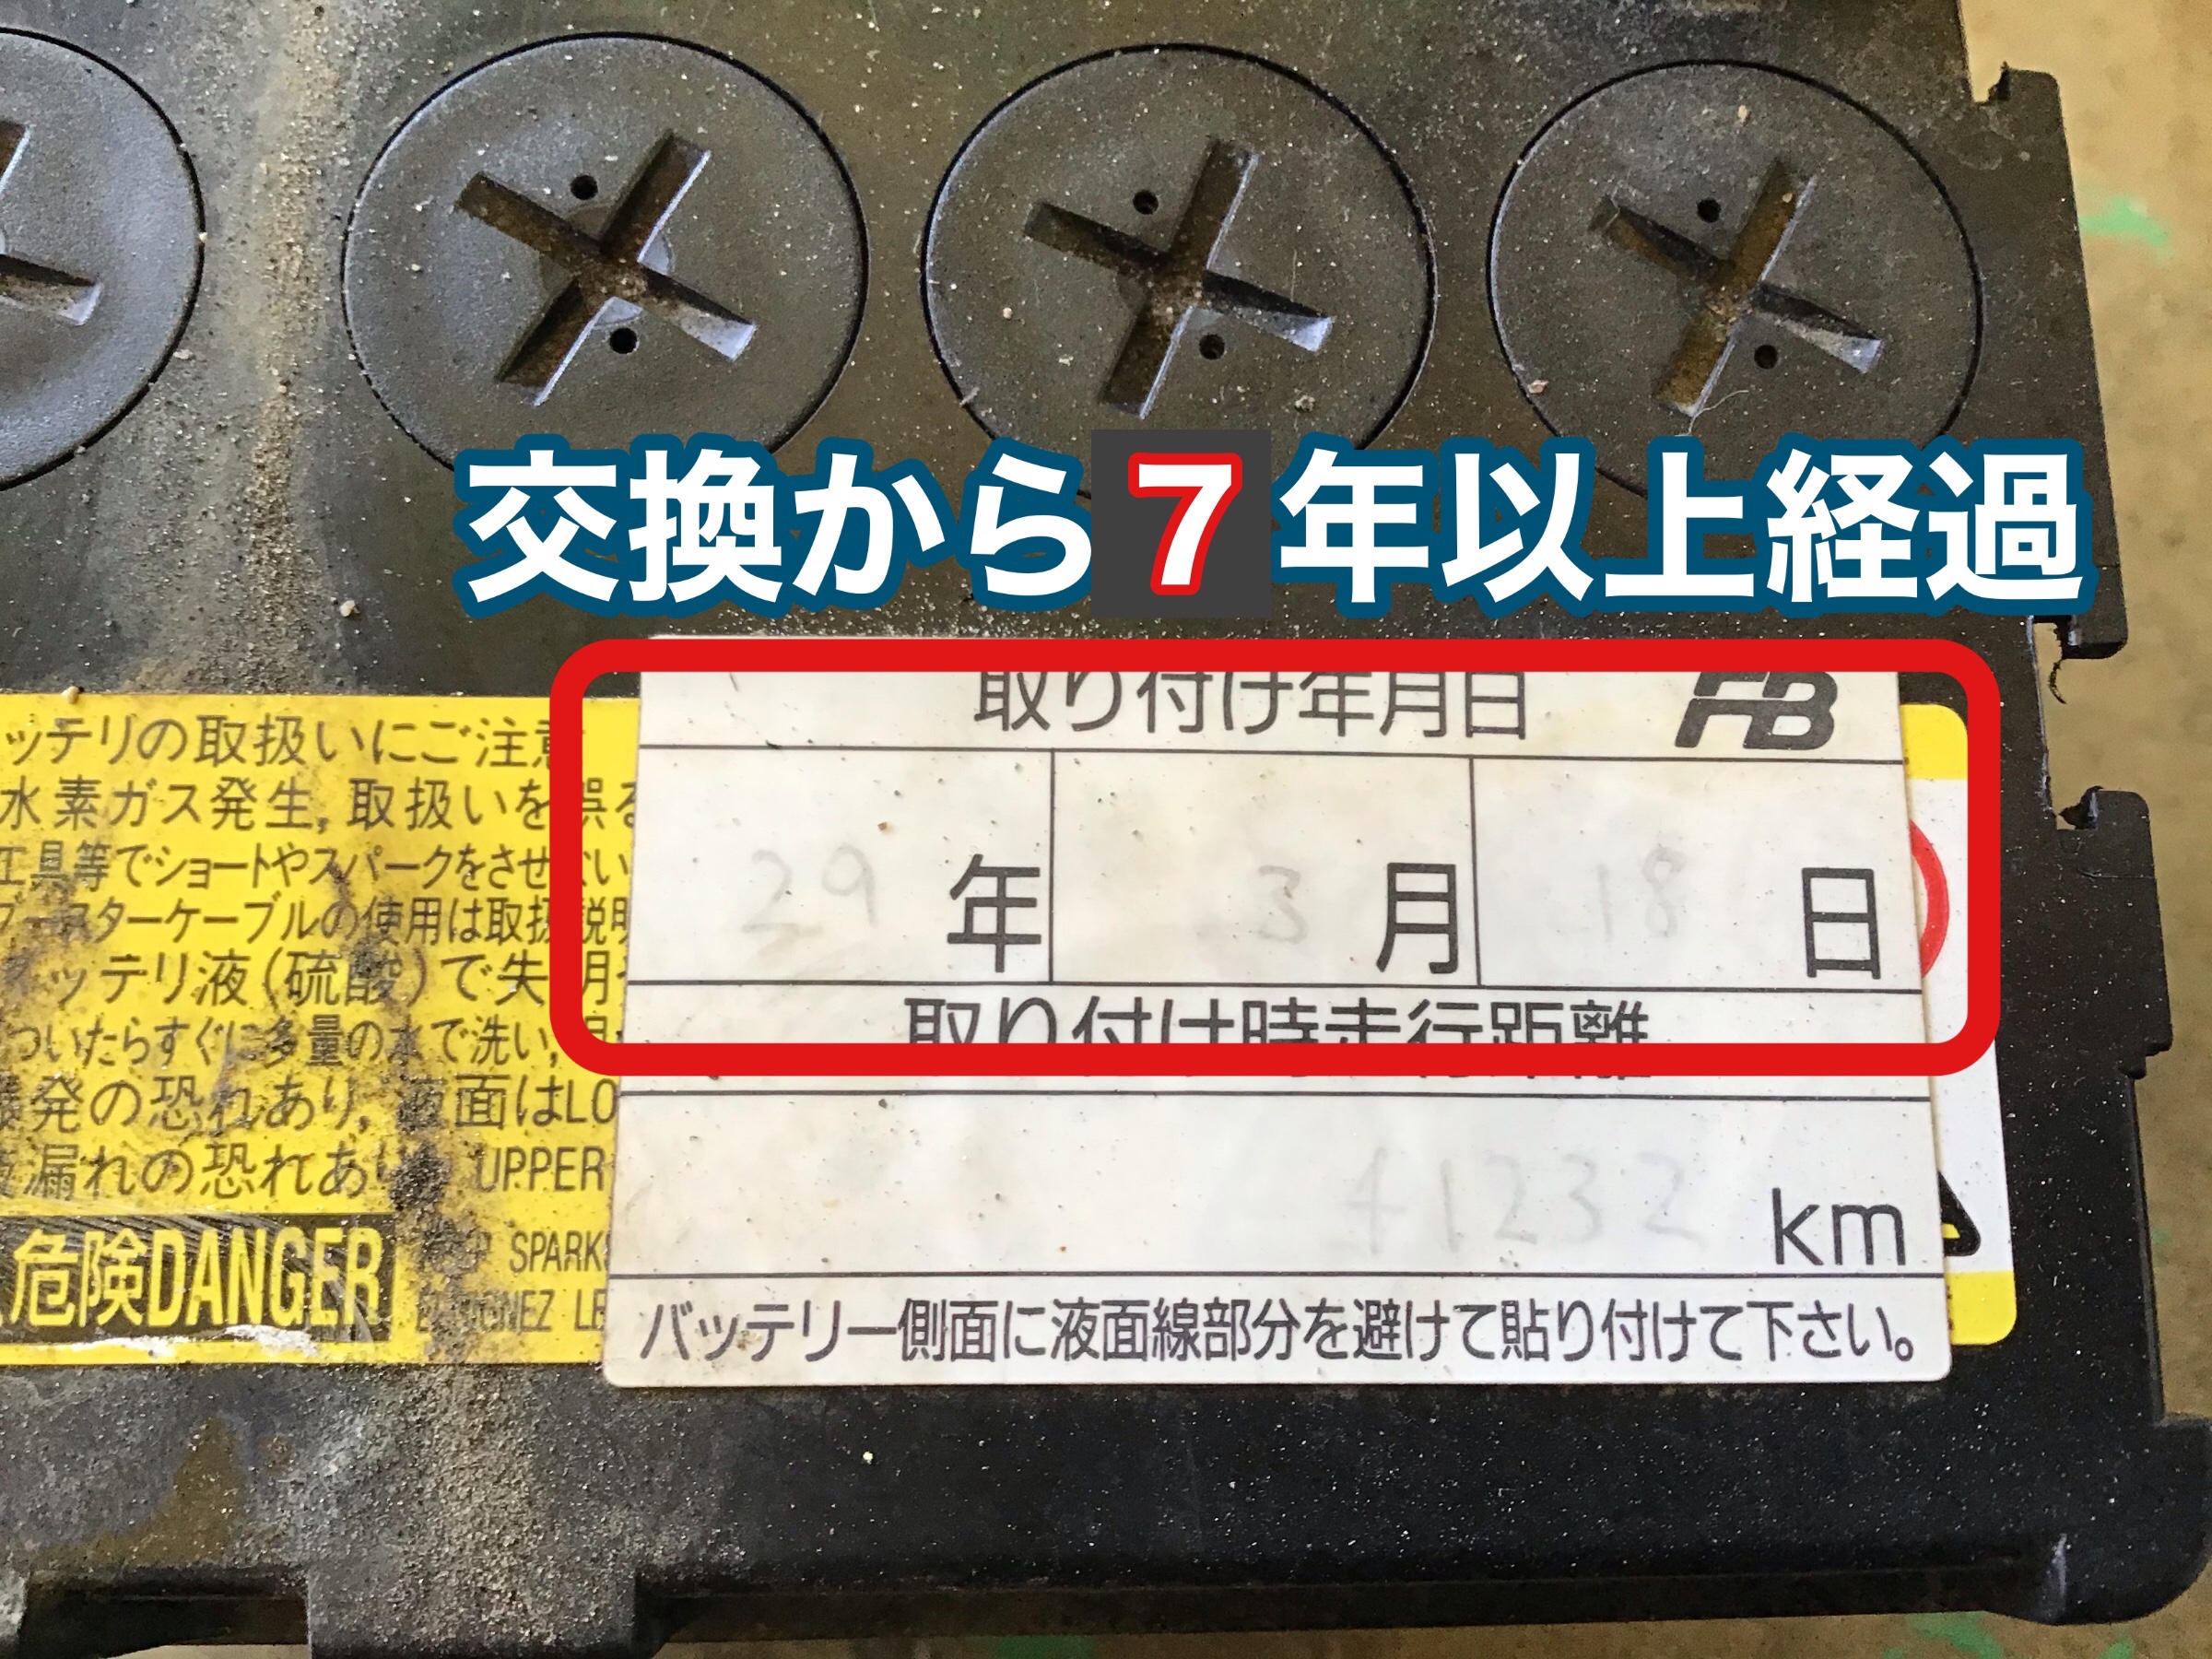 交換から7年以上経過
取り付け年月日 FB
29年 3月 18日
取り付け時走行距離
41232 km
バッテリー側面に液面線部分を避けて貼り付けて下さい。
ッテリの取扱いにご注意
水素ガス発生,取扱いを誤る
工具等でショートやスパークをさせない
ブースターケーブルの使用は取扱説明
ッテリ液(硫酸)で失明
ついたらすぐに多量の水で洗い,
発の恐れあり,液面はLO
漏れの恐れあり UPPER
危険DANGER SPARKS